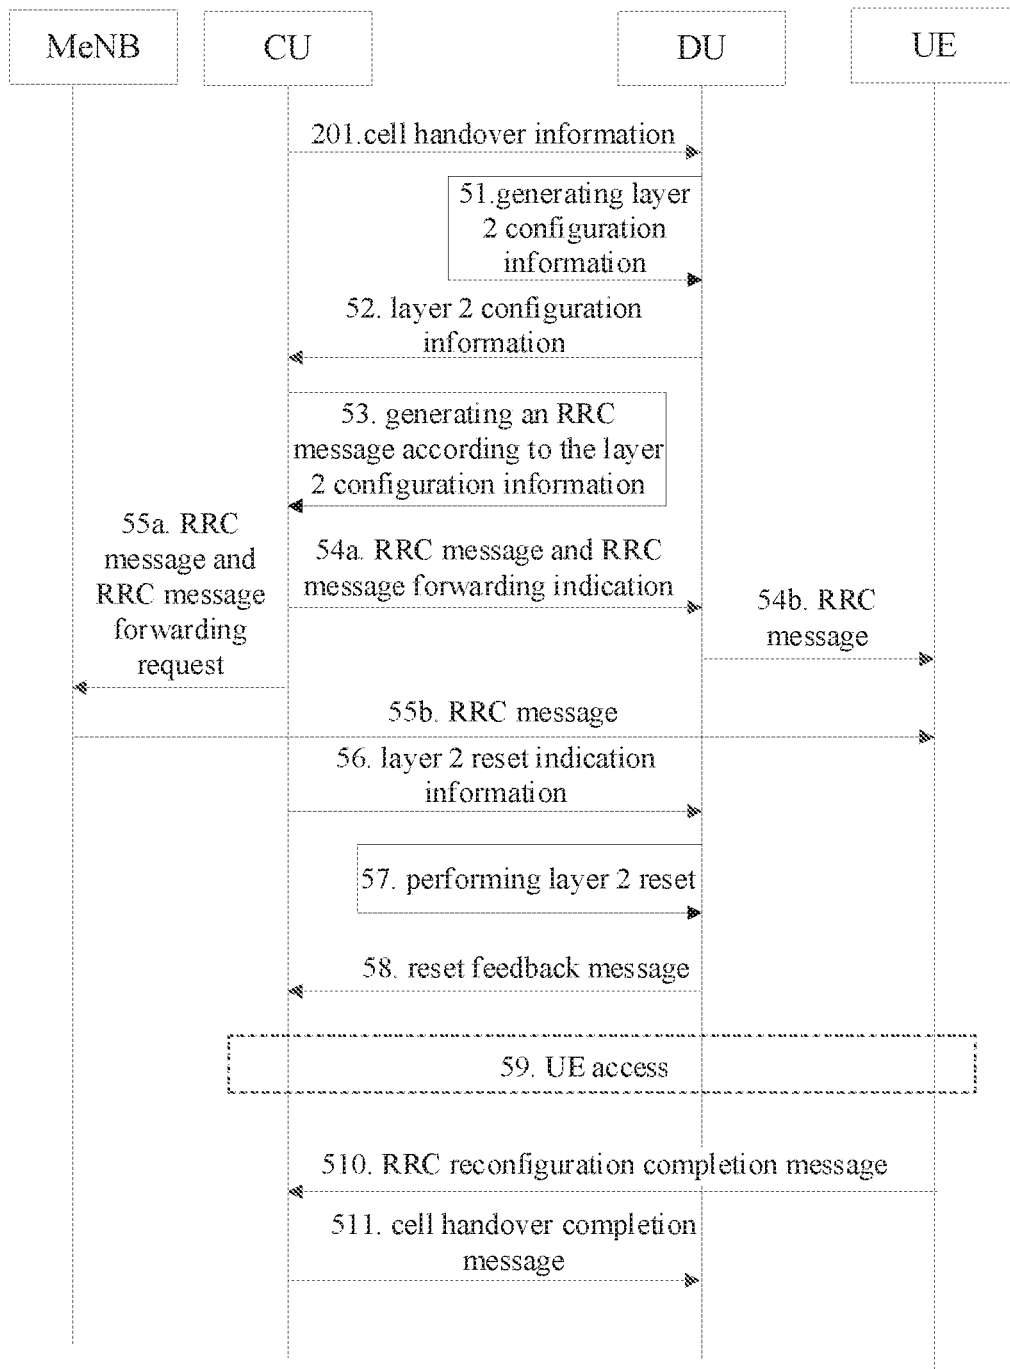 MeNB
CU
DU
UE
201.cell handover information
51.generating layer
2 configuration
information
52. layer 2 configuration
information
53. generating an RRC
message according to the layer
2 configuration information
55a. RRC
message and
RRC message
forwarding
request
54a. RRC message and RRC
message forwarding indication
54b. RRC
message
55b. RRC message
56. layer 2 reset indication
information
57. performing layer 2 reset
58. reset feedback message
59. UE access
510. RRC reconfiguration completion message
511. cell handover completion
message